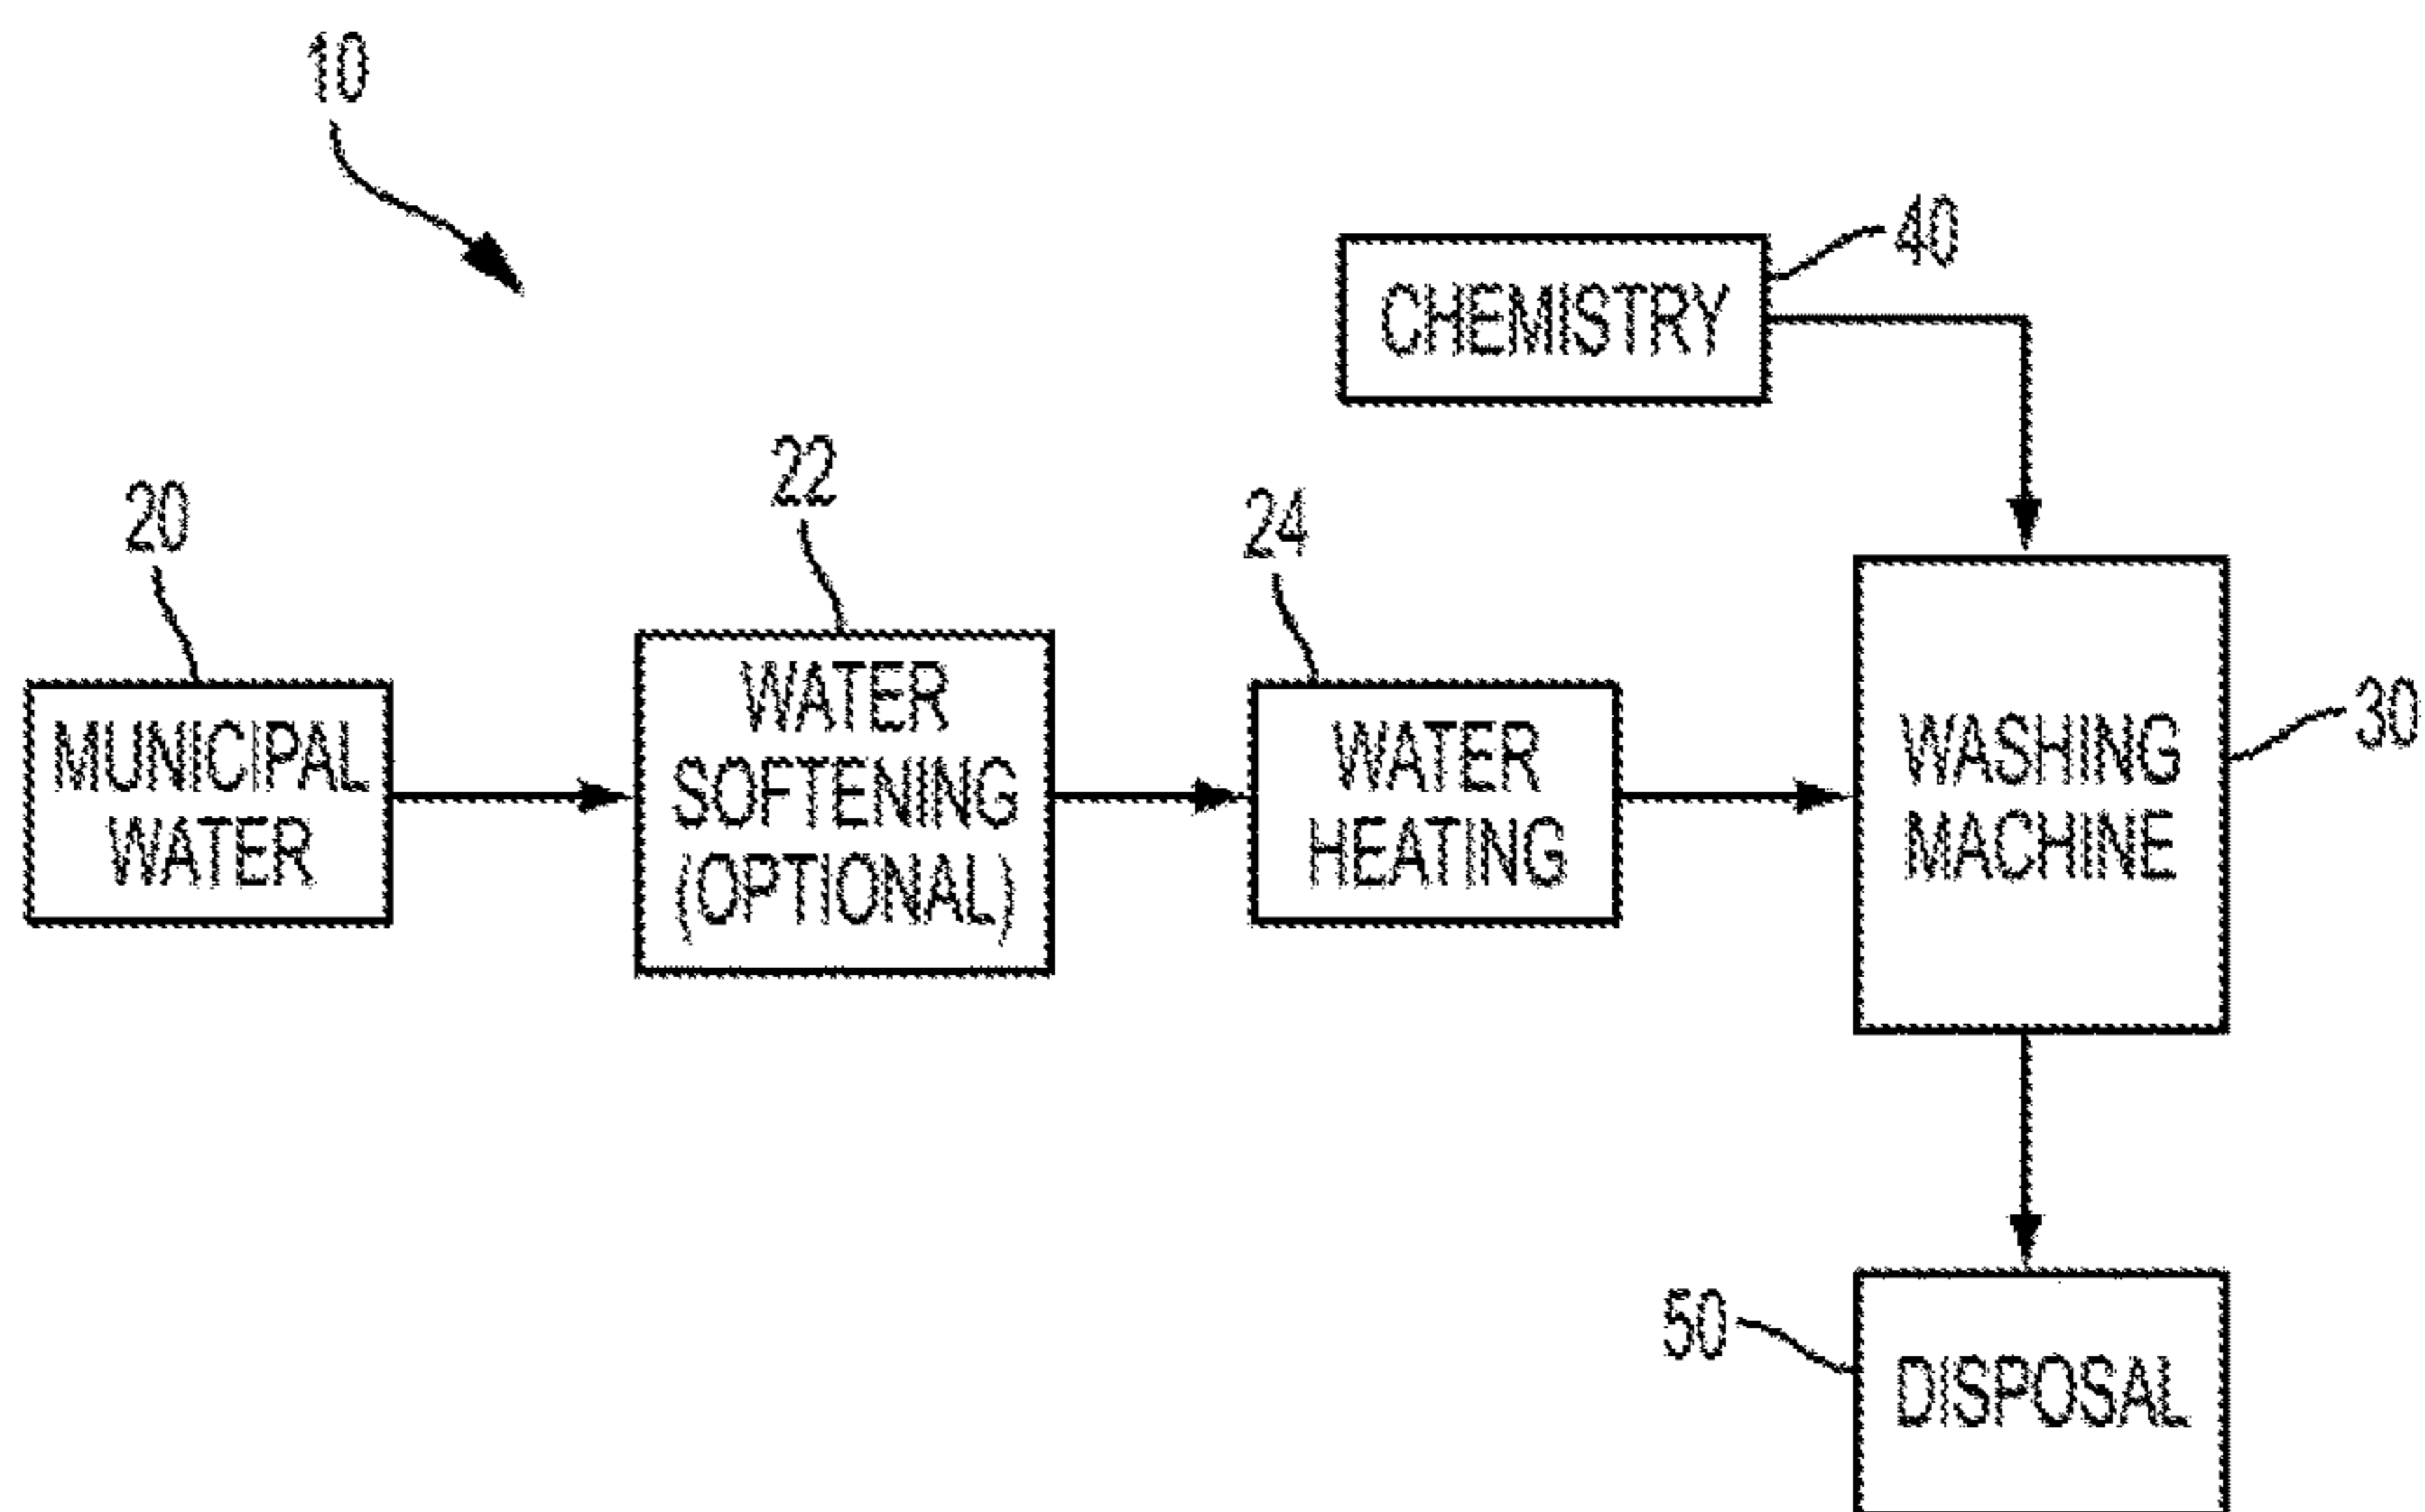 10
40
CHEMISTRY
20
22
24
MUNICIPAL
WATER
WATER
SOFTENING
(OPTIONAL)
WATER
HEATING
WASHING
MACHINE
30
50
DISPOSAL